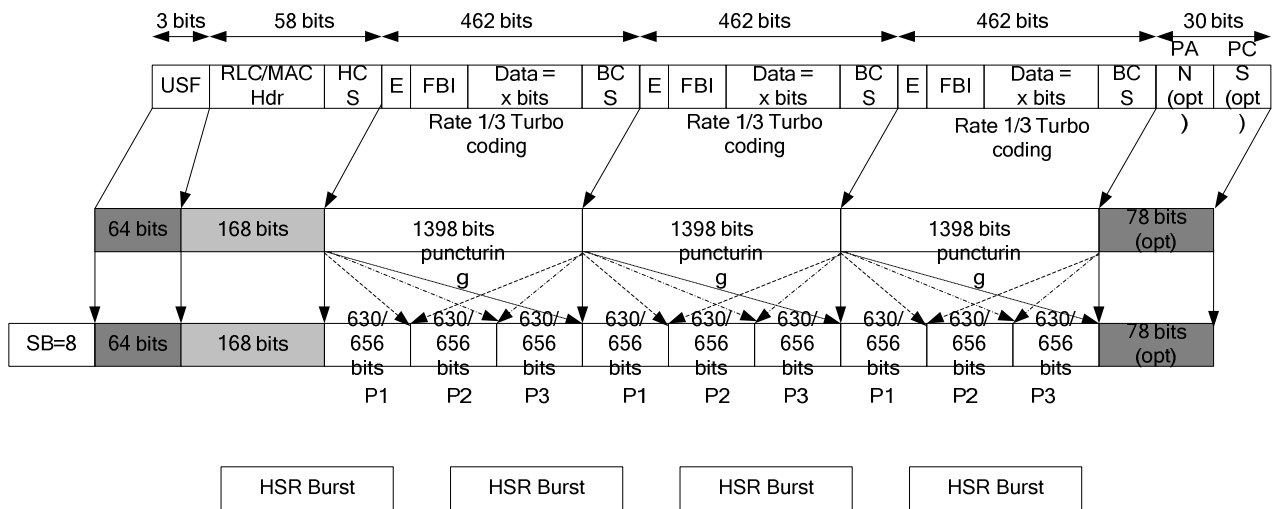 3 bits
58 bits
462 bits
462 bits
462 bits
30 bits
USF
RLC/MAC
Hdr
HC
S
E
FBI
Data =
x bits
BC
S
E
FBI
Data =
x bits
BC
S
E
FBI
Data =
x bits
BC
S
PA
N
(opt
)
PC
S
(opt
)
Rate 1/3 Turbo
coding
Rate 1/3 Turbo
coding
Rate 1/3 Turbo
coding
64 bits
168 bits
1398 bits
puncturin
g
1398 bits
puncturin
g
1398 bits
puncturin
g
78 bits
(opt)
SB=8
64 bits
168 bits
630/
656
bits
630/
656
bits
630/
656
bits
630/
656
bits
630/
656
bits
630/
656
bits
630/
656
bits
630/
656
bits
630/
656
bits
78 bits
(opt)
P1
P2
P3
P1
P2
P3
P1
P2
P3
HSR Burst
HSR Burst
HSR Burst
HSR Burst